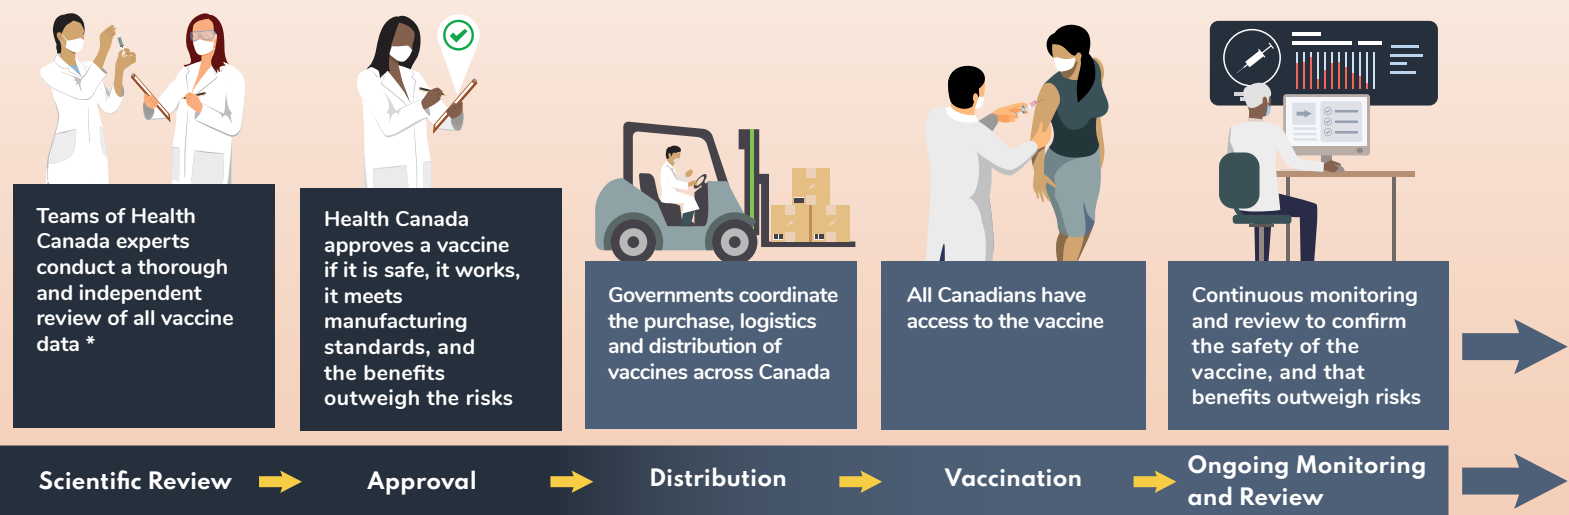 Teams of Health
Canada experts
conduct a thorough
and independent
review of all vaccine
data *
Health Canada
approves a vaccine
if it is safe, it works,
it meets
manufacturing
standards, and
the benefits
outweigh the risks
Governments coordinate
the purchase, logistics
and distribution of
vaccines across Canada
All Canadians have
access to the vaccine
Continuous monitoring
and review to confirm
the safety of the
vaccine, and that
benefits outweigh risks
Scientific Review
Approval
Distribution
Vaccination
Ongoing Monitoring
and Review